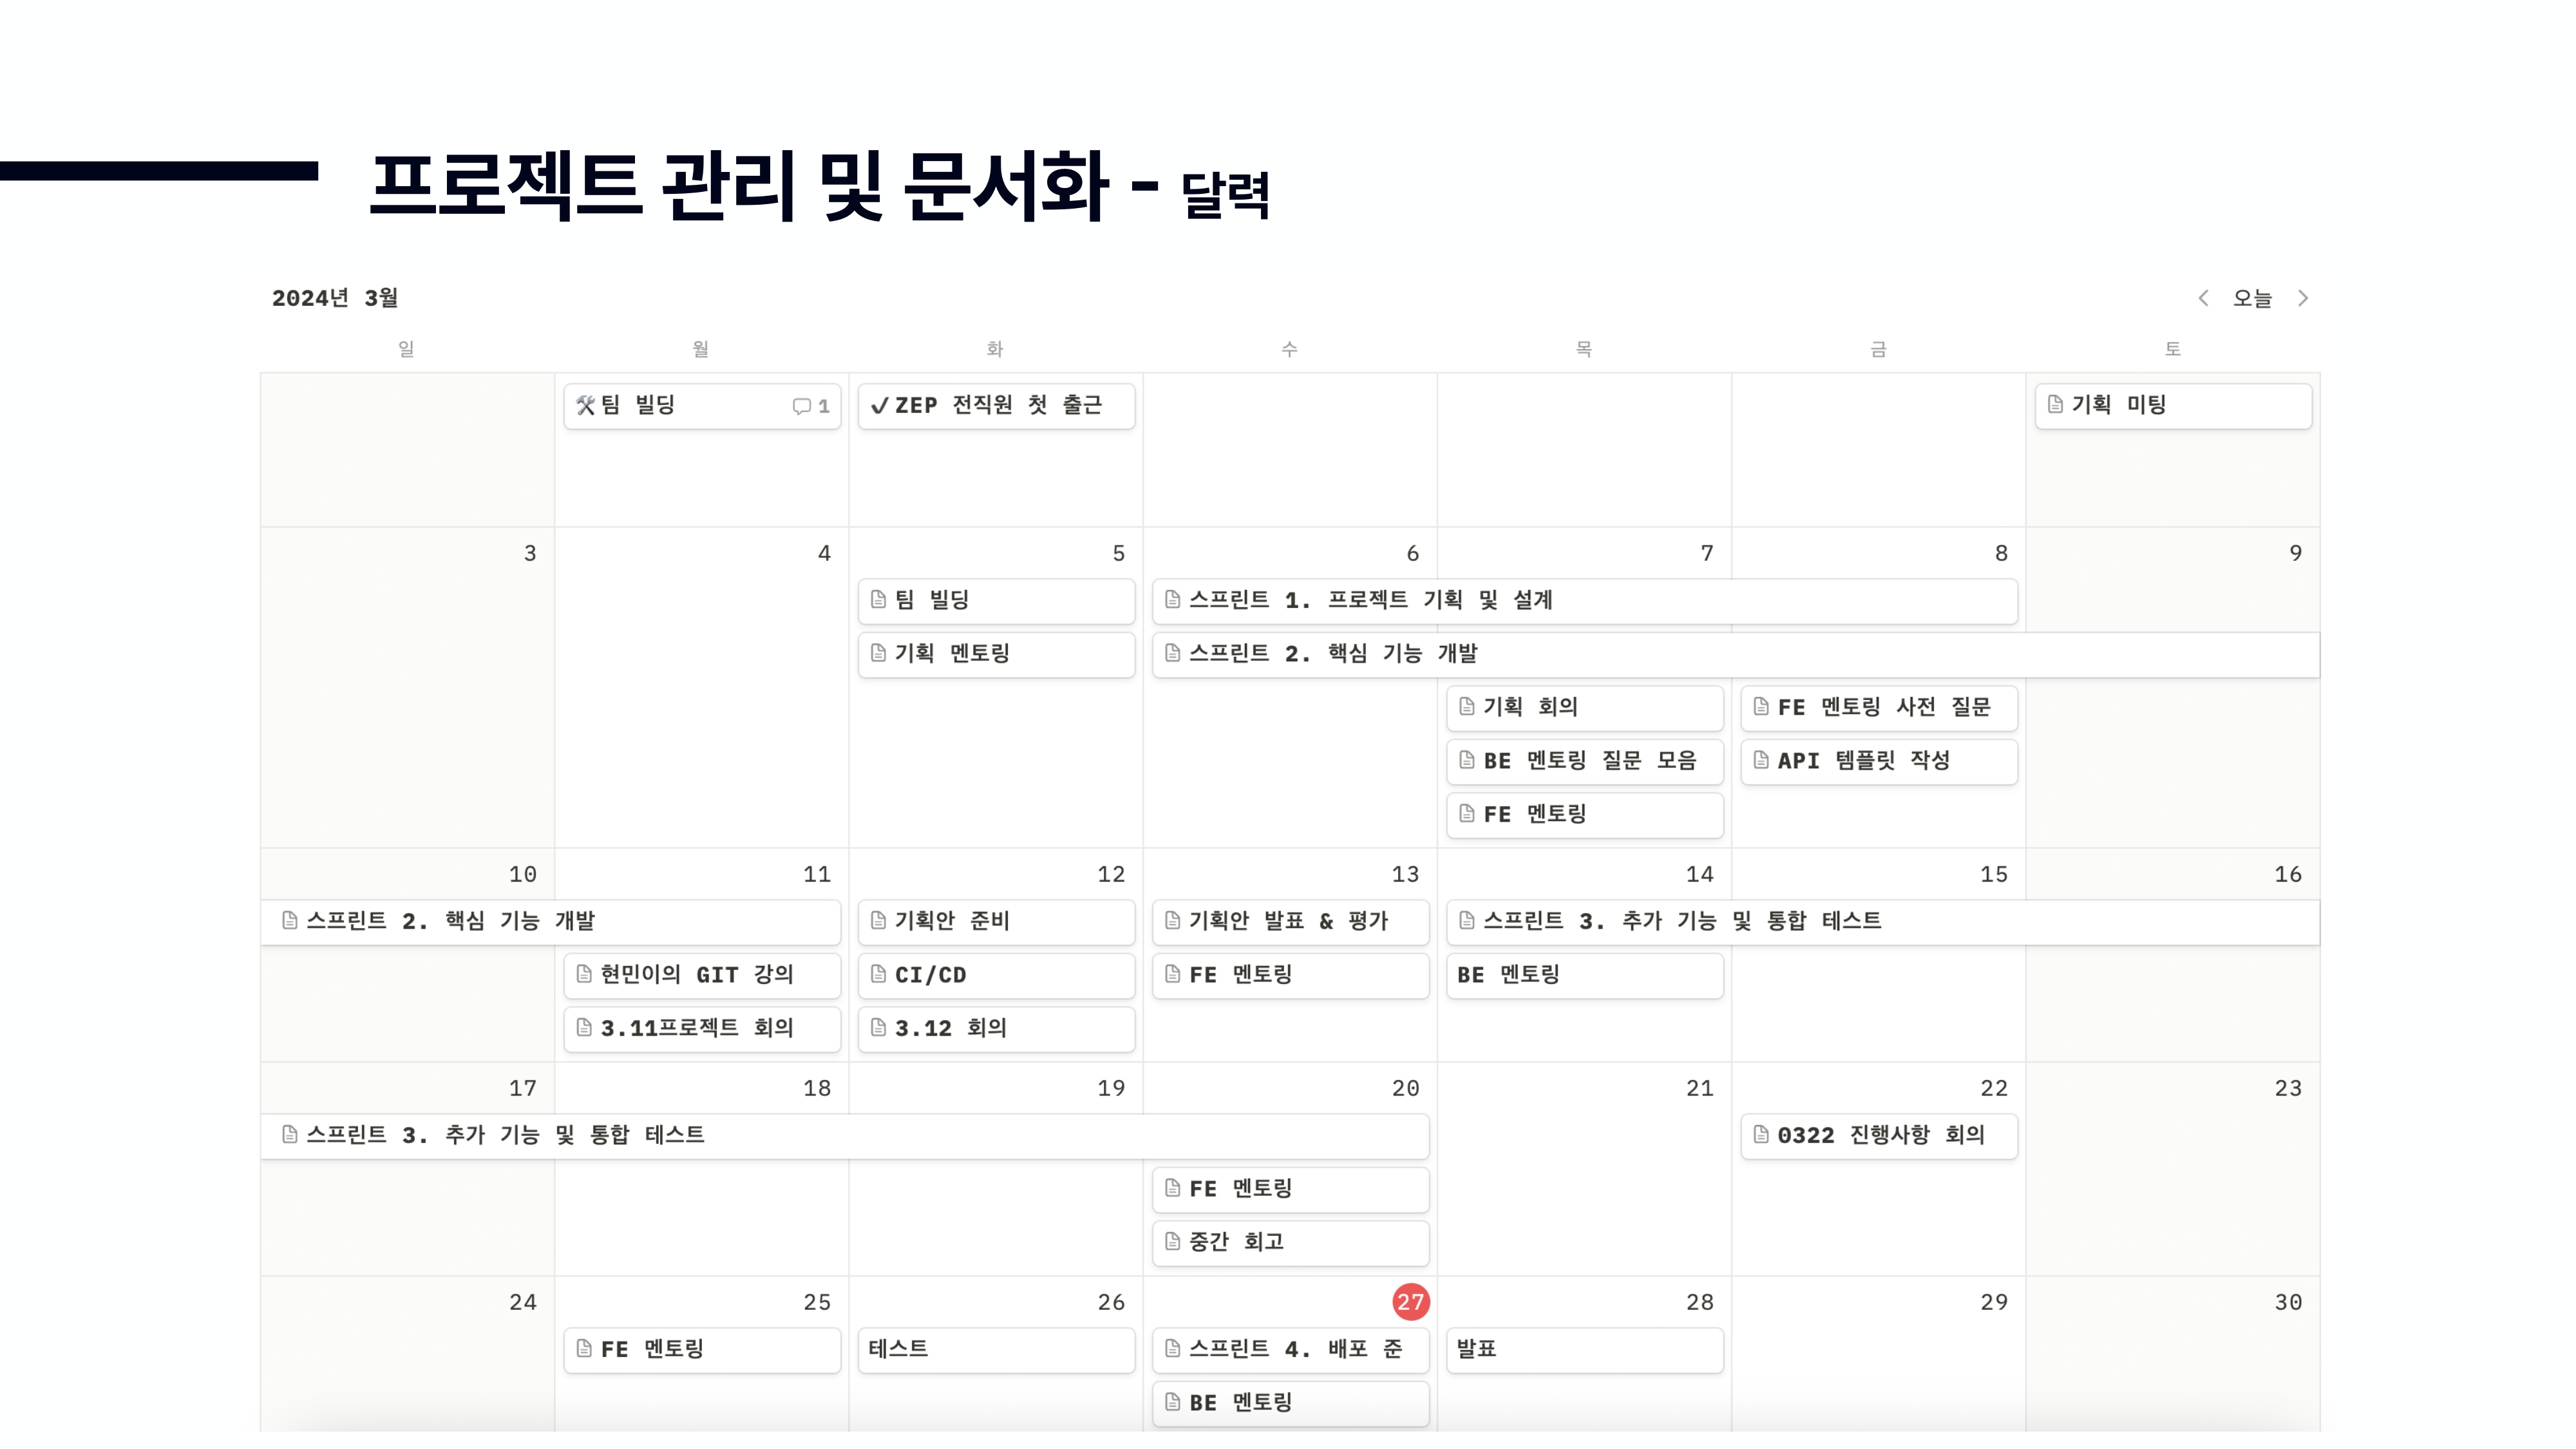 프로젝트 관리 및 문서화 - 달력
2024년 3월
오늘
일 월 화 수 목 금 토
🛠팀 빌딩 1
✔ZEP 전직원 첫 출근
기획 미팅
3 4 5 6 7 8 9
팀 빌딩
스프린트 1. 프로젝트 기획 및 설계
기획 멘토링
스프린트 2. 핵심 기능 개발
기획 회의
FE 멘토링 사전 질문
BE 멘토링 질문 모음
API 템플릿 작성
FE 멘토링
10 11 12 13 14 15 16
스프린트 2. 핵심 기능 개발
기획안 준비
기획안 발표 & 평가
스프린트 3. 추가 기능 및 통합 테스트
현민이의 GIT 강의
CI/CD
FE 멘토링
BE 멘토링
3.11프로젝트 회의
3.12 회의
17 18 19 20 21 22 23
스프린트 3. 추가 기능 및 통합 테스트
0322 진행사항 회의
FE 멘토링
중간 회고
24 25 26 27 28 29 30
FE 멘토링
테스트
스프린트 4. 배포 준
발표
BE 멘토링